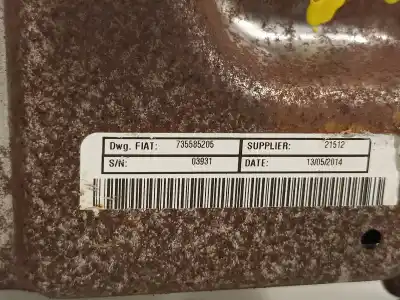 Dwg. FIAT: 735585205 SUPPLIER: 21512
S/N: 03931 DATE: 13/05/2014